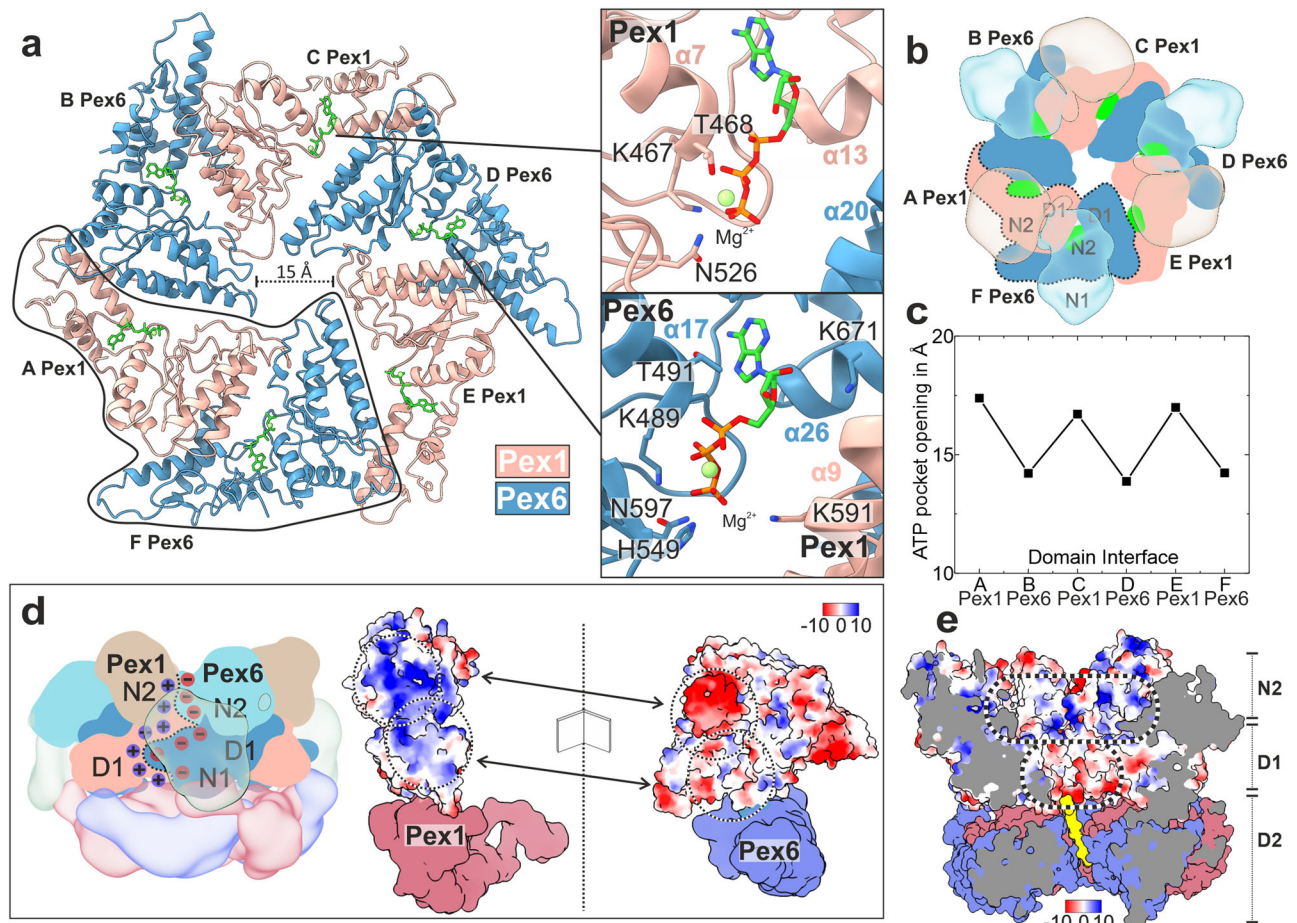 a
C Pex1
B Pex6
D Pex6
15 Å
A Pex1
E Pex1
F Pex6
Pex1
Pex6
Pex1
α7
T468
K467
α13
α20
Mg²⁺
N526
Pex6
α17
K671
T491
K489
α26
α9
N597
Mg²⁺
K591
H549
Pex1
b
B Pex6
C Pex1
D Pex6
A Pex1
D1
D1
N2
N2
E Pex1
F Pex6
N1
c
20
15
10
ATP pocket opening in Å
Domain Interface
A B C D E F
Pex1 Pex6 Pex1 Pex6 Pex1 Pex6
d
Pex1
Pex6
N2
N2
D1
D1
N1
+ + + + + + +
− − − − − − −
Pex1
Pex6
-10 0 10
e
N2
D1
D2
-10 0 10